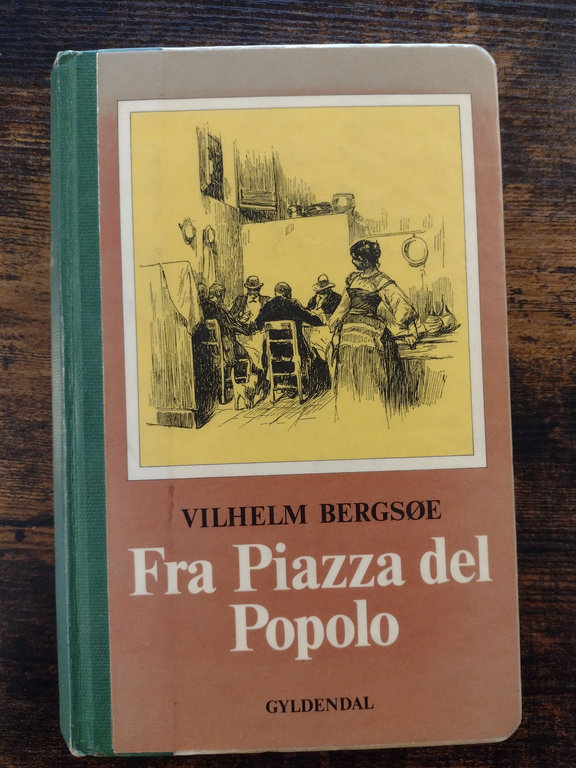 VILHELM BERGSØE
Fra Piazza del
Popolo
GYLDENDAL